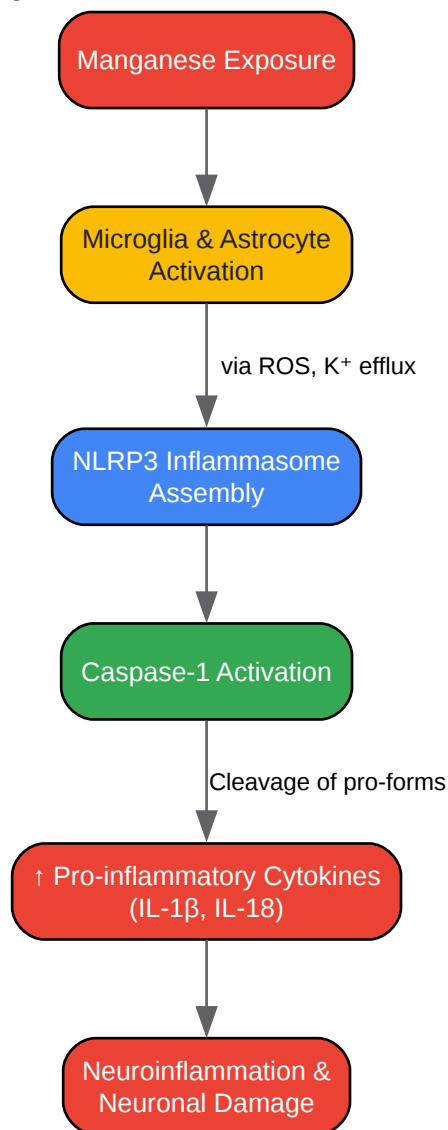 Manganese Exposure
Microglia & Astrocyte
Activation
via ROS, K⁺ efflux
NLRP3 Inflammasome
Assembly
Caspase-1 Activation
Cleavage of pro-forms
↑ Pro-inflammatory Cytokines
(IL-1β, IL-18)
Neuroinflammation &
Neuronal Damage